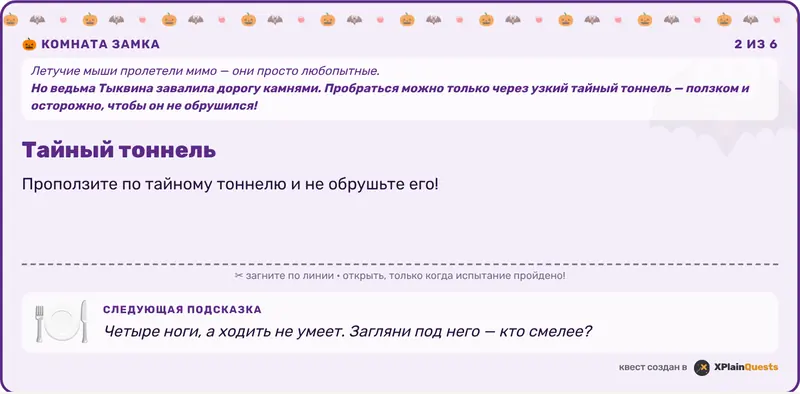 КОМНАТА ЗАМКА
2 ИЗ 6
Летучие мыши пролетели мимо — они просто любопытные.
Но ведьма Тыквина завалила дорогу камнями. Пробраться можно только через узкий тайный тоннель — ползком и
осторожно, чтобы он не обрушился!
Тайный тоннель
Проползите по тайному тоннелю и не обрушьте его!
✂ загните по линии • открыть, только когда испытание пройдено!
СЛЕДУЮЩАЯ ПОДСКАЗКА
Четыре ноги, а ходить не умеет. Загляни под него — кто смелее?
квест создан в XPlainQuests